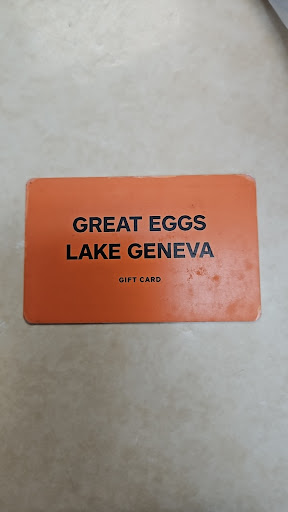 GREAT EGGS
LAKE GENEVA
GIFT CARD